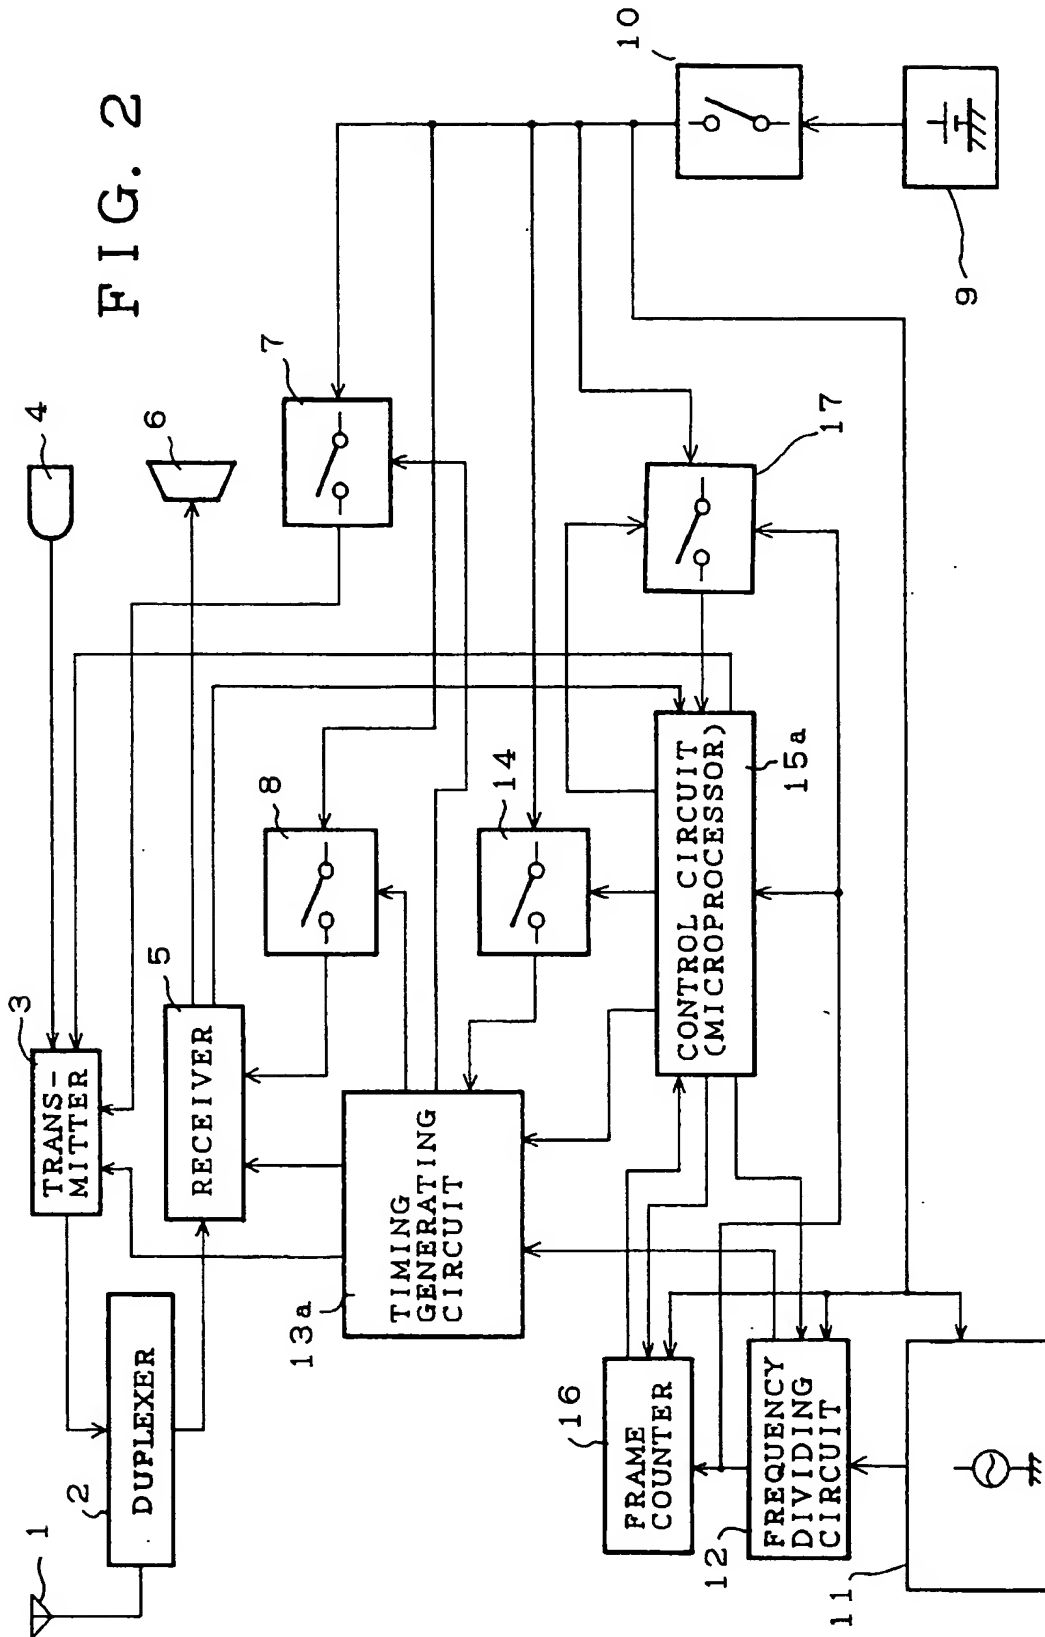 FIG. 2
1
2
DUPLEXER
3
TRANS-
MITTER
4
5
RECEIVER
6
7
8
9
10
11
12
FREQUENCY
DIVIDING
CIRCUIT
13a
TIMING
GENERATING
CIRCUIT
14
15a
CONTROL CIRCUIT
(MICROPROCESSOR)
16
FRAME
COUNTER
17